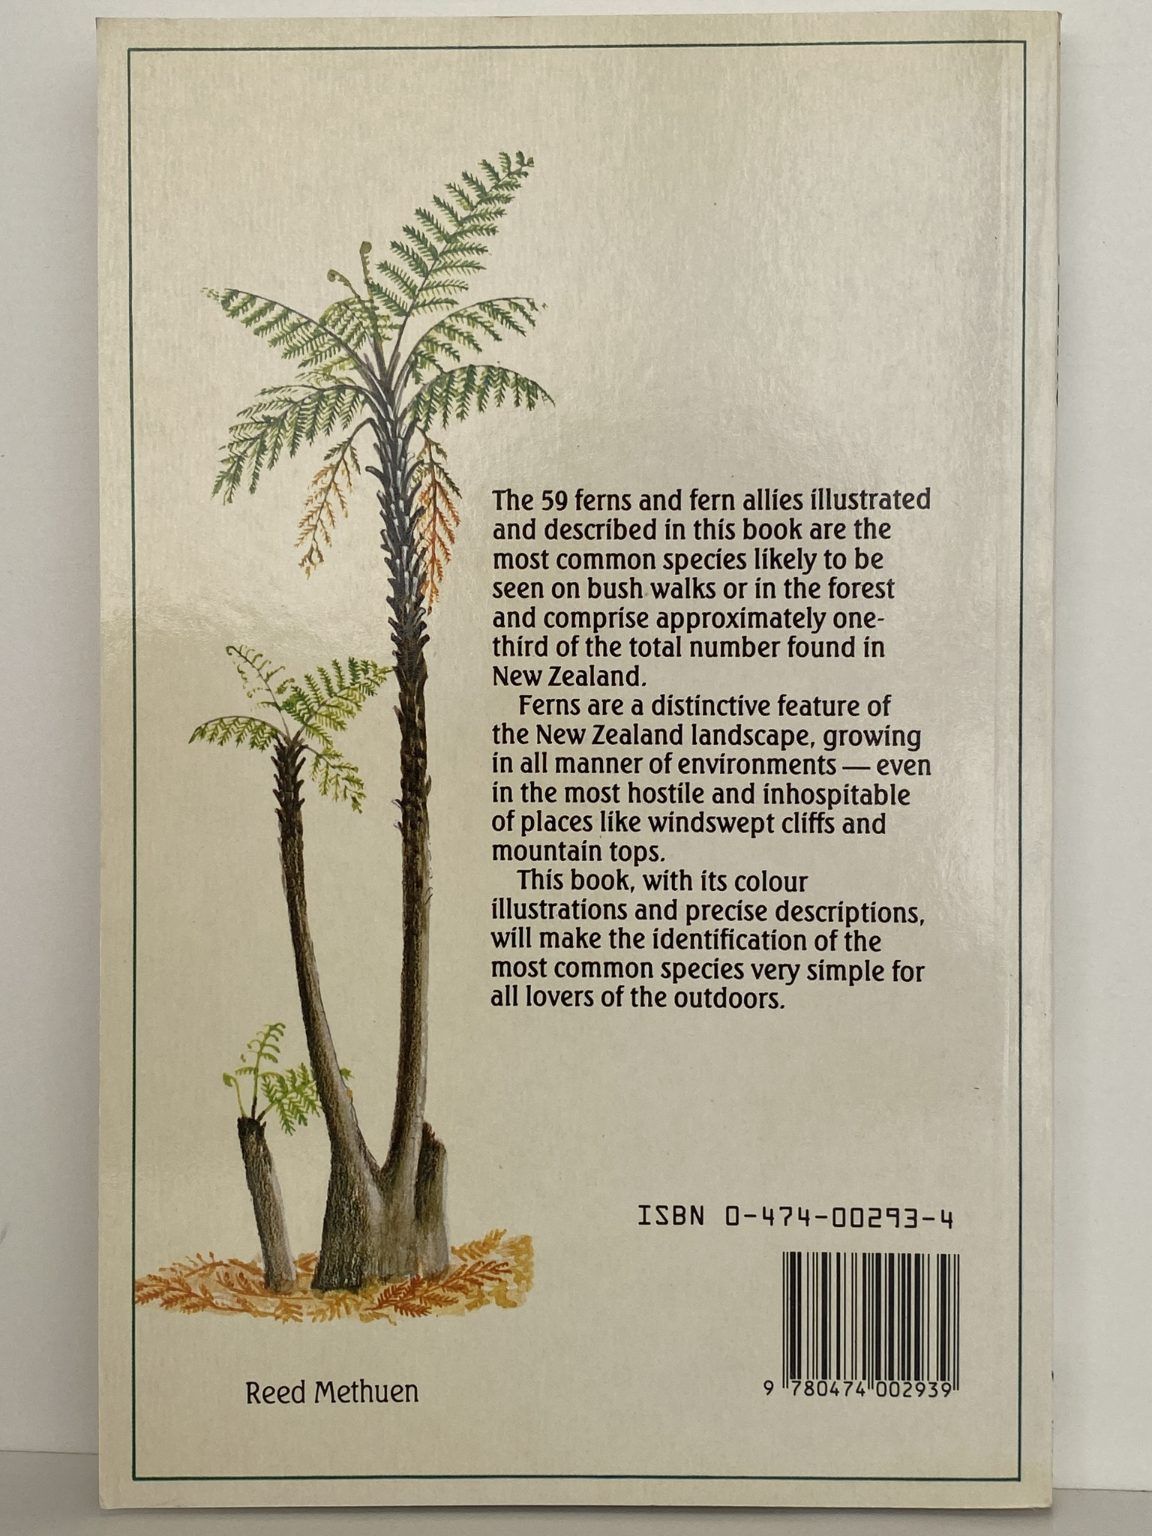 The 59 ferns and fern allies illustrated
and described in this book are the
most common species likely to be
seen on bush walks or in the forest
and comprise approximately one-
third of the total number found in
New Zealand.
Ferns are a distinctive feature of
the New Zealand landscape, growing
in all manner of environments — even
in the most hostile and inhospitable
of places like windswept cliffs and
mountain tops.
This book, with its colour
illustrations and precise descriptions,
will make the identification of the
most common species very simple for
all lovers of the outdoors.
ISBN 0-474-00293-4
9 780474 002939
Reed Methuen